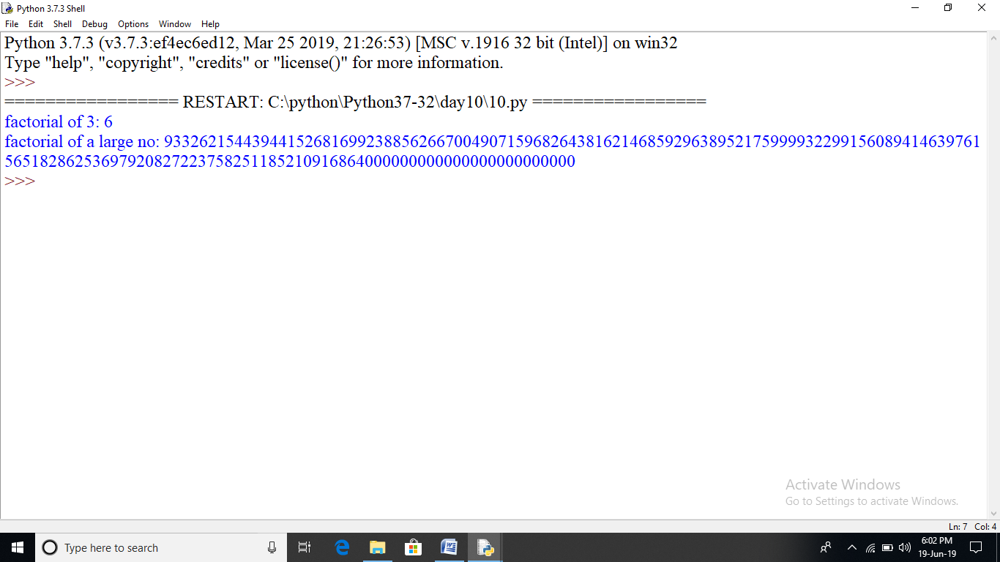 Python 3.7.3 Shell
File Edit Shell Debug Options Window Help
Python 3.7.3 (v3.7.3:ef4ec6ed12, Mar 25 2019, 21:26:53) [MSC v.1916 32 bit (Intel)] on win32
Type "help", "copyright", "credits" or "license()" for more information.
>>>
================= RESTART: C:\python\Python37-32\day10\10.py =================
factorial of 3: 6
factorial of a large no: 933262154439441526816992388562667004907159682643816214685929638952175999932299156089414639761
565182862536979208272237582511852109168640000000000000000000000000
>>>
Activate Windows
Go to Settings to activate Windows.
Ln: 7 Col: 4
Type here to search
6:02 PM
19-Jun-19